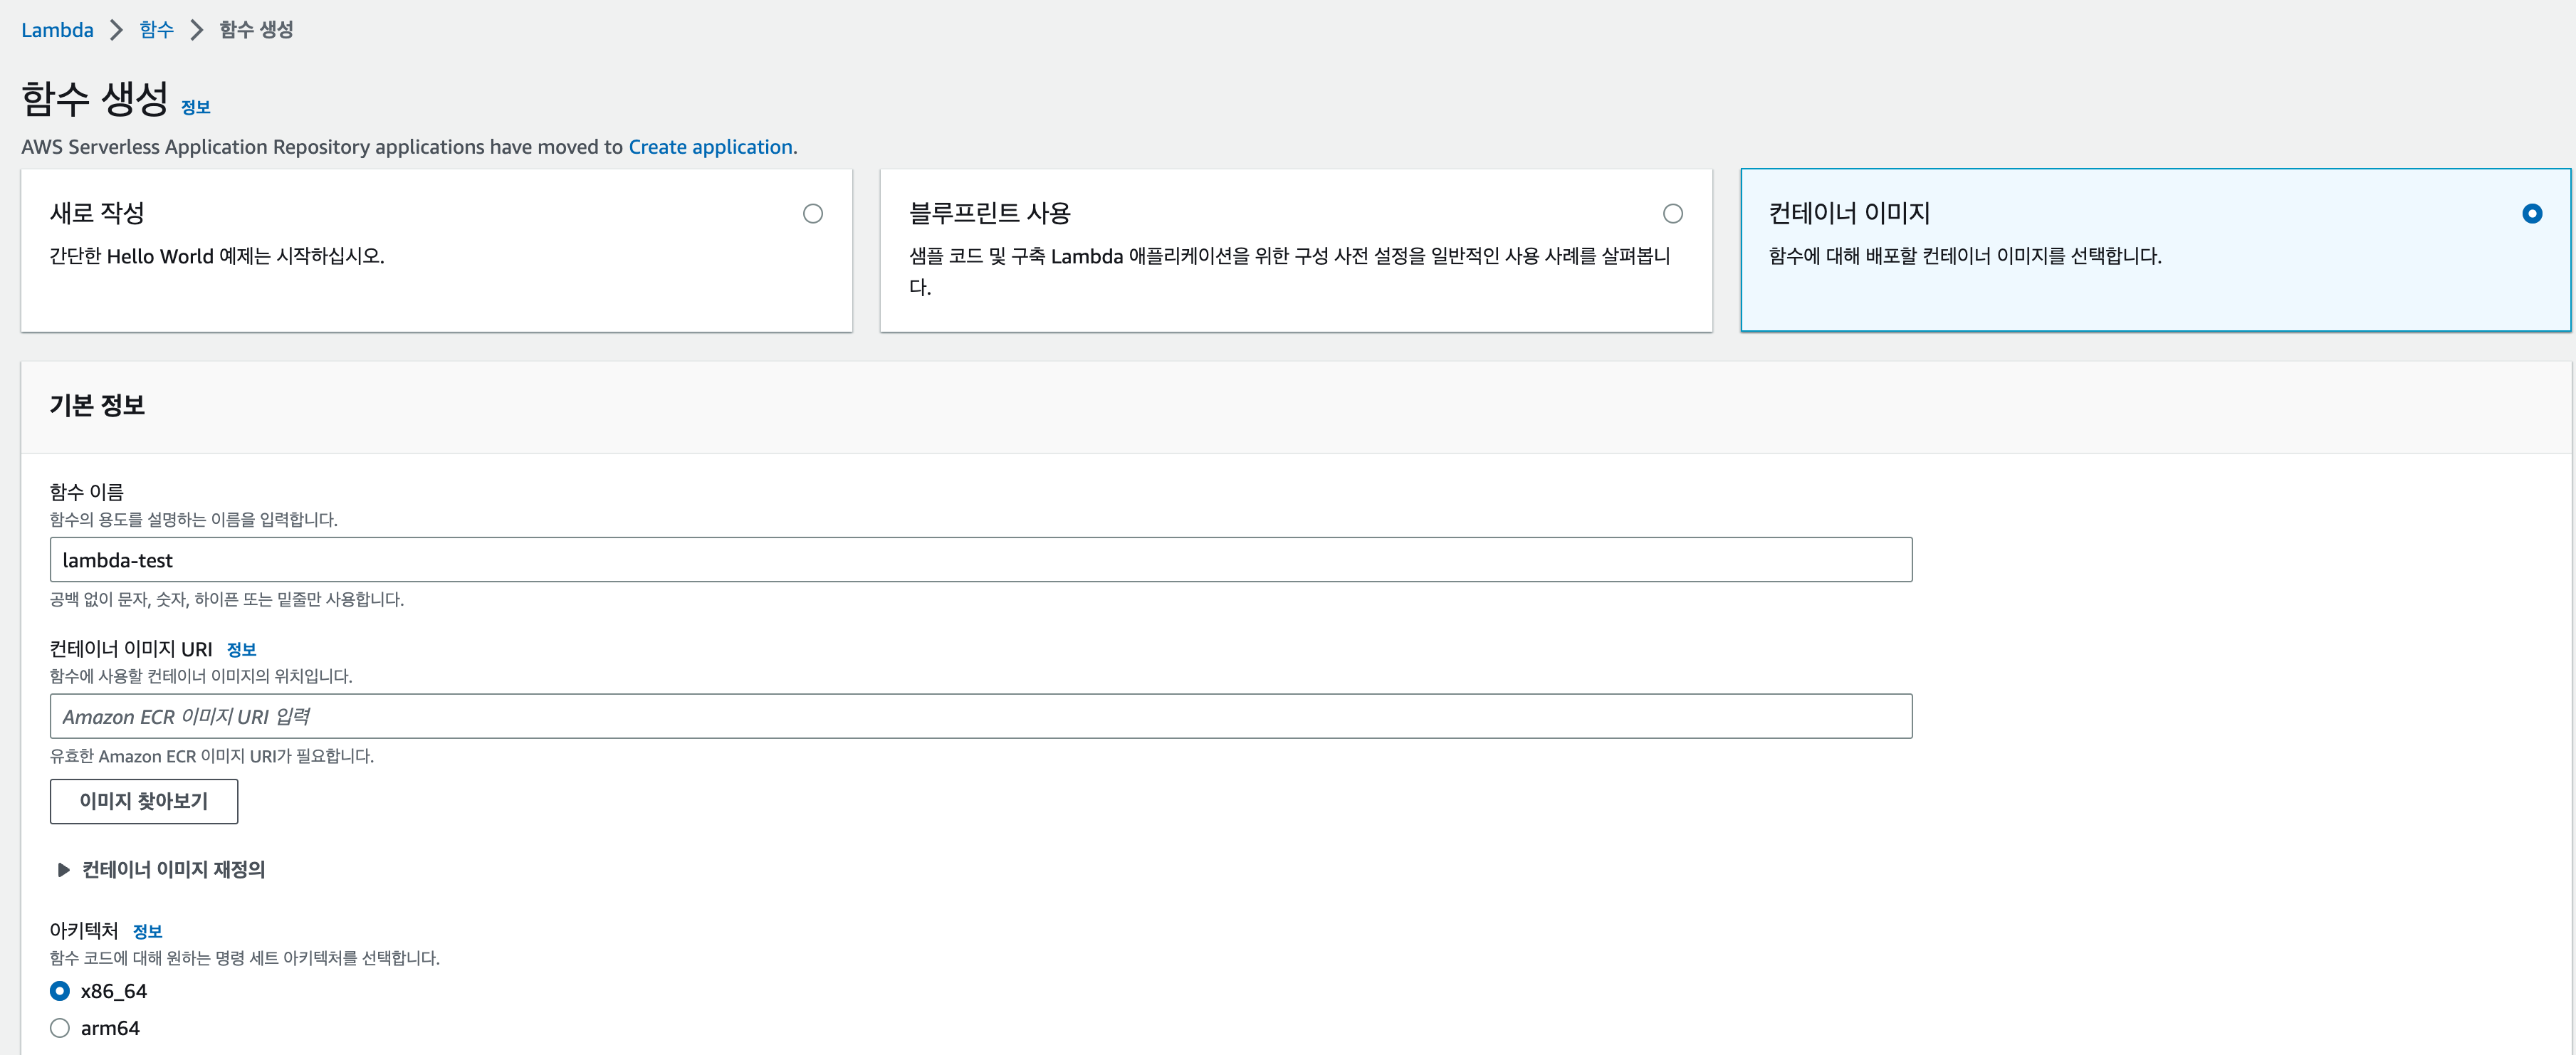 Lambda > 함수 > 함수 생성
함수 생성 정보
AWS Serverless Application Repository applications have moved to Create application.
새로 작성
간단한 Hello World 예제는 시작하십시오.
블루프린트 사용
샘플 코드 및 구축 Lambda 애플리케이션을 위한 구성 사전 설정을 일반적인 사용 사례를 살펴봅니
다.
컨테이너 이미지
함수에 대해 배포할 컨테이너 이미지를 선택합니다.
기본 정보
함수 이름
함수의 용도를 설명하는 이름을 입력합니다.
lambda-test
공백 없이 문자, 숫자, 하이픈 또는 밑줄만 사용합니다.
컨테이너 이미지 URI 정보
함수에 사용할 컨테이너 이미지의 위치입니다.
Amazon ECR 이미지 URI 입력
유효한 Amazon ECR 이미지 URI가 필요합니다.
이미지 찾아보기
컨테이너 이미지 재정의
아키텍처 정보
함수 코드에 대해 원하는 명령 세트 아키텍처를 선택합니다.
x86_64
arm64